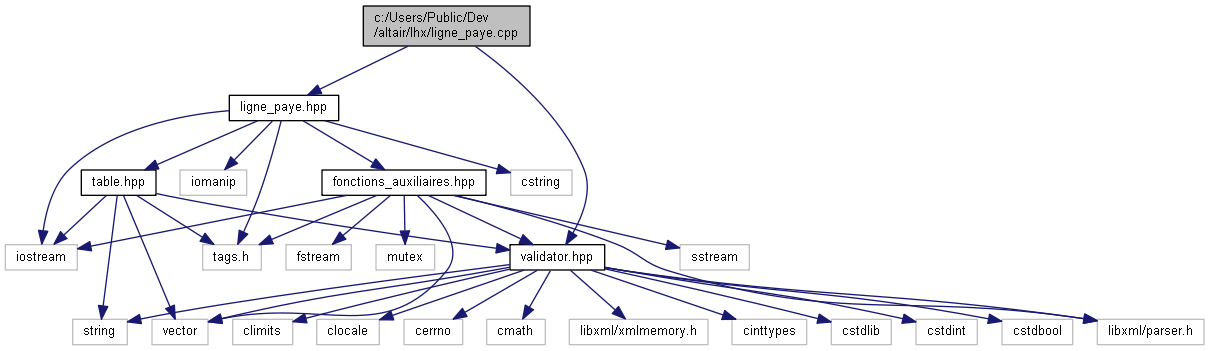 c:/Users/Public/Dev
/altair/lhx/ligne_paye.cpp
ligne_paye.hpp
table.hpp
iomanip
fonctions_auxiliaires.hpp
cstring
iostream
tags.h
fstream
mutex
validator.hpp
sstream
string
vector
climits
clocale
cerrno
cmath
libxml/xmlmemory.h
cinttypes
cstdlib
cstdint
cstdbool
libxml/parser.h